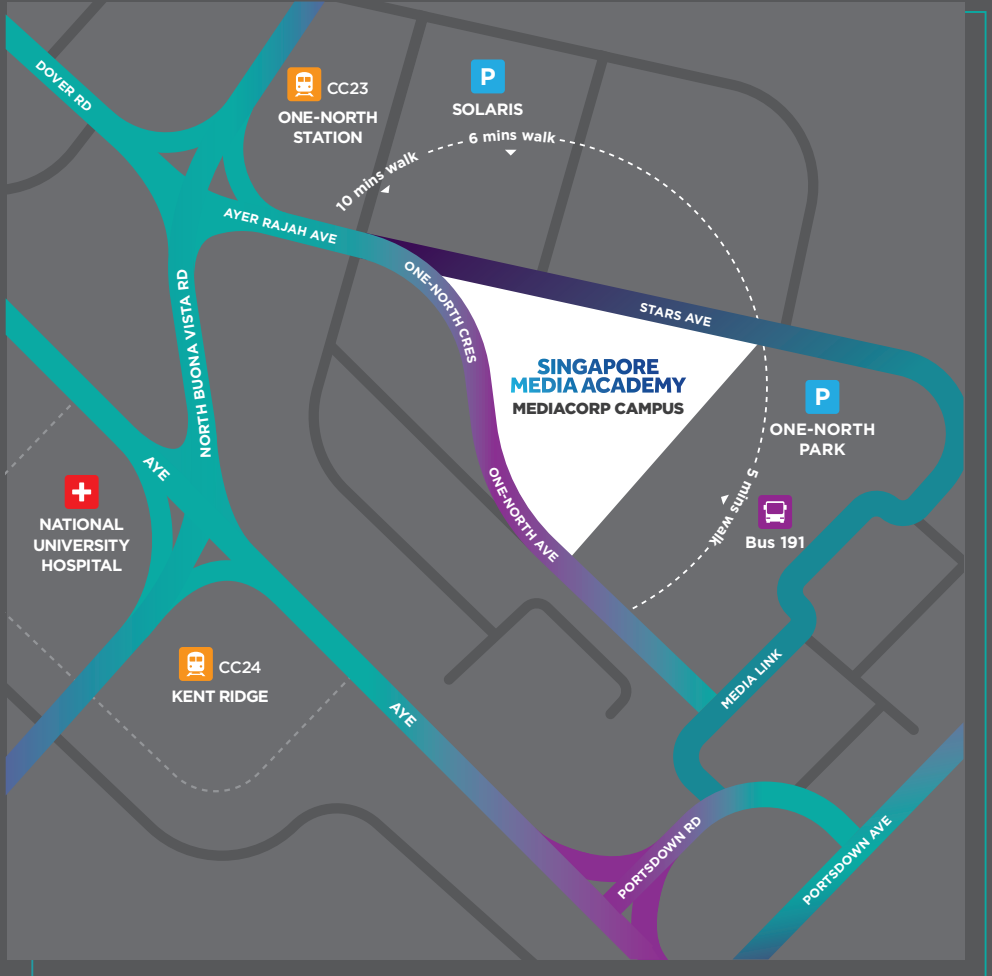 DOVER RD
CC23
ONE-NORTH
STATION
P
SOLARIS
6 mins walk
10 mins walk
AYER RAJAH AVE
ONE-NORTH CRES
STARS AVE
NORTH BUONA VISTA RD
SINGAPORE
MEDIA ACADEMY
MEDIACORP CAMPUS
P
ONE-NORTH
PARK
AYE
ONE-NORTH AVE
5 mins walk
Bus 191
NATIONAL
UNIVERSITY
HOSPITAL
CC24
KENT RIDGE
MEDIA LINK
AYE
PORTSDOWN RD
PORTSDOWN AVE